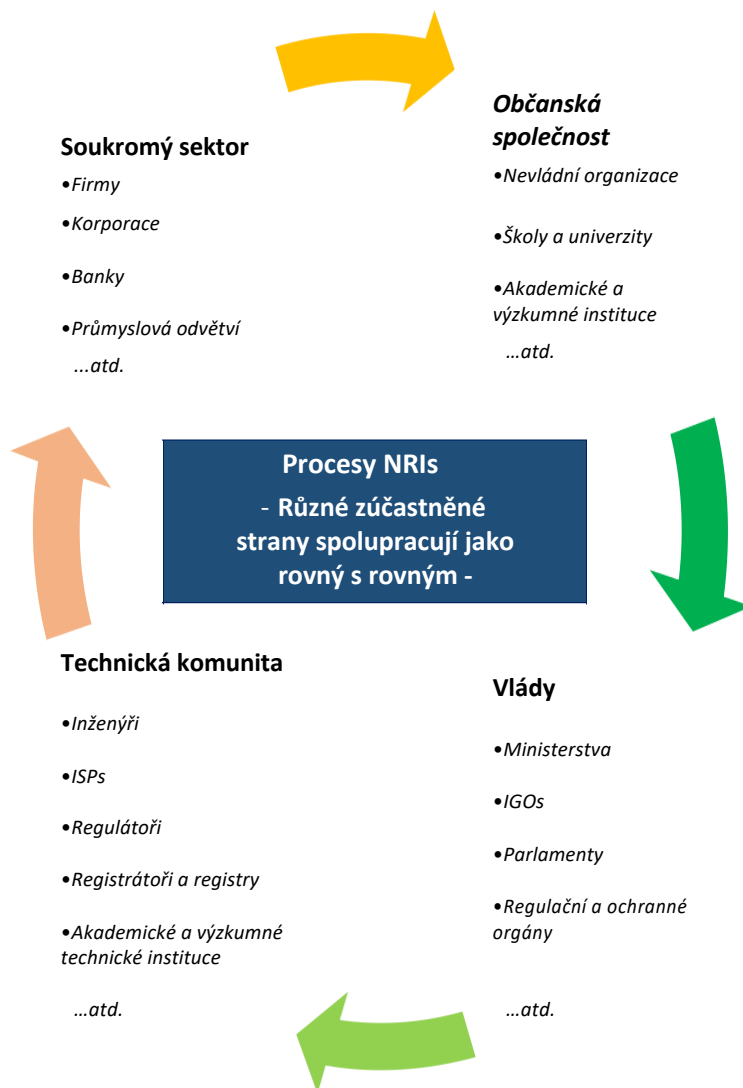 Soukromý sektor
•Firmy
•Korporace
•Banky
•Průmyslová odvětví
...atd.
Občanská
společnost
•Nevládní organizace
•Školy a univerzity
•Akademické a
výzkumné instituce
…atd.
Procesy NRIs
- Různé zúčastněné
strany spolupracují jako
rovný s rovným -
Technická komunita
•Inženýři
•ISPs
•Regulátoři
•Registrátoři a registry
•Akademické a výzkumné
technické instituce
…atd.
Vlády
•Ministerstva
•IGOs
•Parlamenty
•Regulační a ochranné
orgány
…atd.